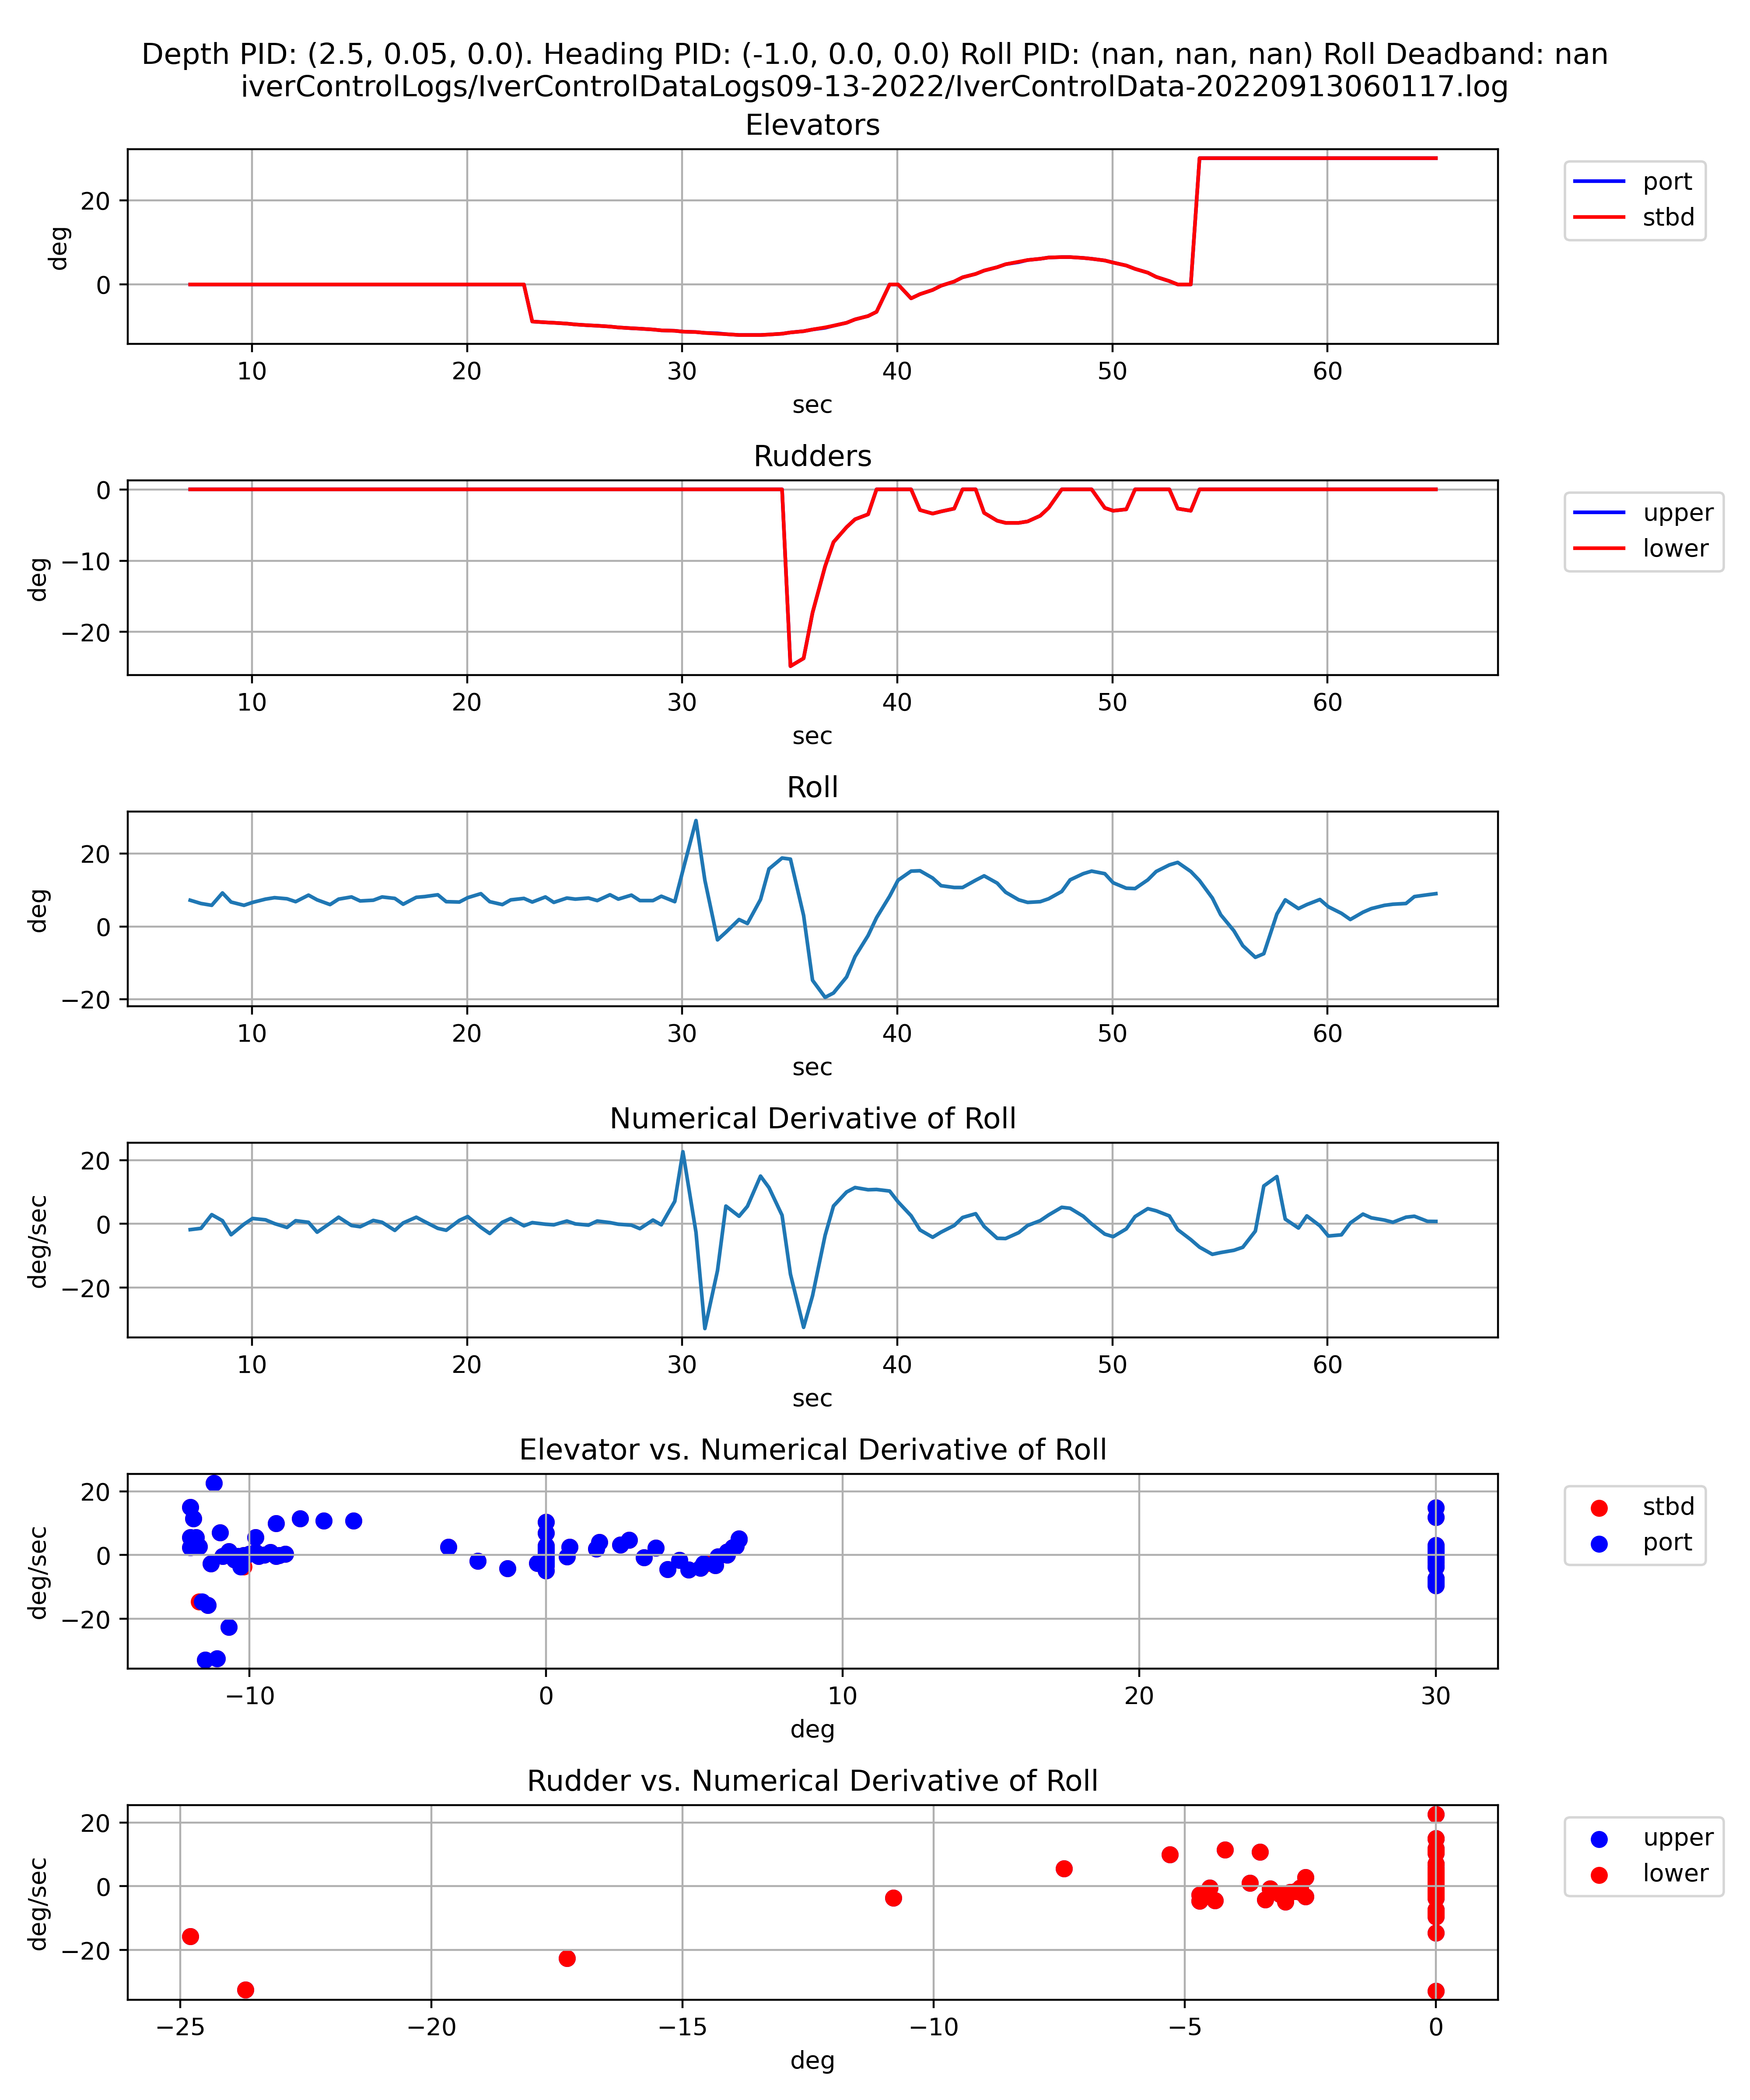 Depth PID: (2.5, 0.05, 0.0). Heading PID: (-1.0, 0.0, 0.0) Roll PID: (nan, nan, nan) Roll Deadband: nan
iverControlLogs/IverControlDataLogs09-13-2022/IverControlData-20220913060117.log
Elevators
20
0
deg
10 20 30 40 50 60
sec
port
stbd
Rudders
0
−10
−20
deg
10 20 30 40 50 60
sec
upper
lower
Roll
20
0
−20
deg
10 20 30 40 50 60
sec
Numerical Derivative of Roll
20
0
−20
deg/sec
10 20 30 40 50 60
sec
Elevator vs. Numerical Derivative of Roll
20
0
−20
deg/sec
−10 0 10 20 30
deg
stbd
port
Rudder vs. Numerical Derivative of Roll
20
0
−20
deg/sec
−25 −20 −15 −10 −5 0
deg
upper
lower